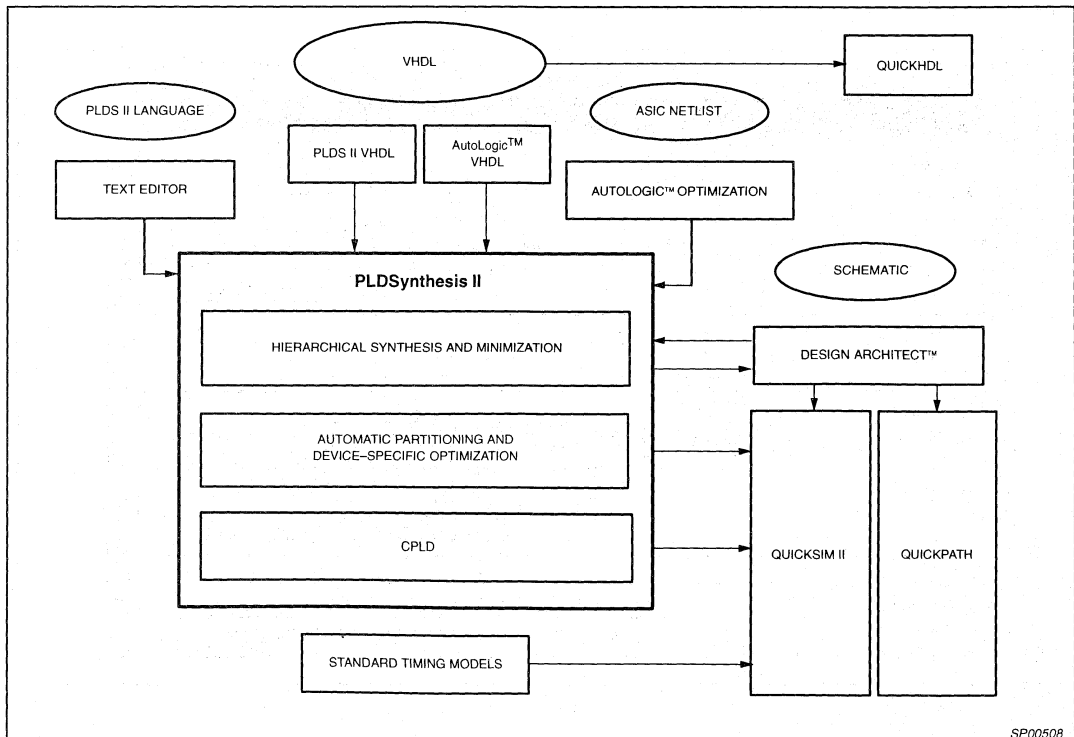 VHDL
QUICKHDL
PLDS II LANGUAGE
ASIC NETLIST
PLDS II VHDL
AutoLogic™
VHDL
TEXT EDITOR
AUTOLOGIC™ OPTIMIZATION
PLDSynthesis II
SCHEMATIC
HIERARCHICAL SYNTHESIS AND MINIMIZATION
DESIGN ARCHITECT™
AUTOMATIC PARTITIONING AND
DEVICE–SPECIFIC OPTIMIZATION
CPLD
QUICKSIM II
QUICKPATH
STANDARD TIMING MODELS
SP00508